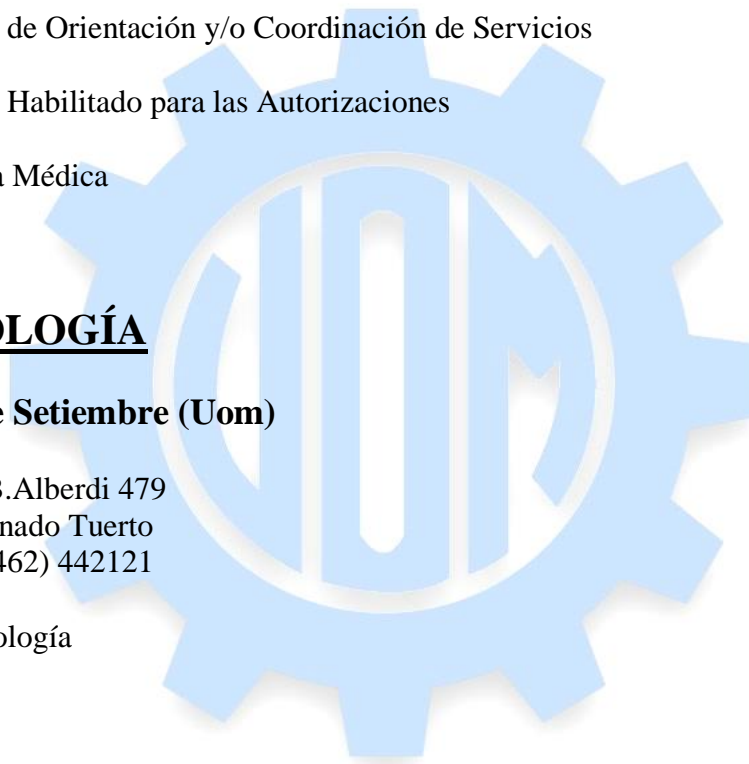 de Orientación y/o Coordinación de Servicios
Habilitado para las Autorizaciones
a Médica
OLOGÍA
e Setiembre (Uom)
B.Alberdi 479
nado Tuerto
462) 442121
ología
UOM